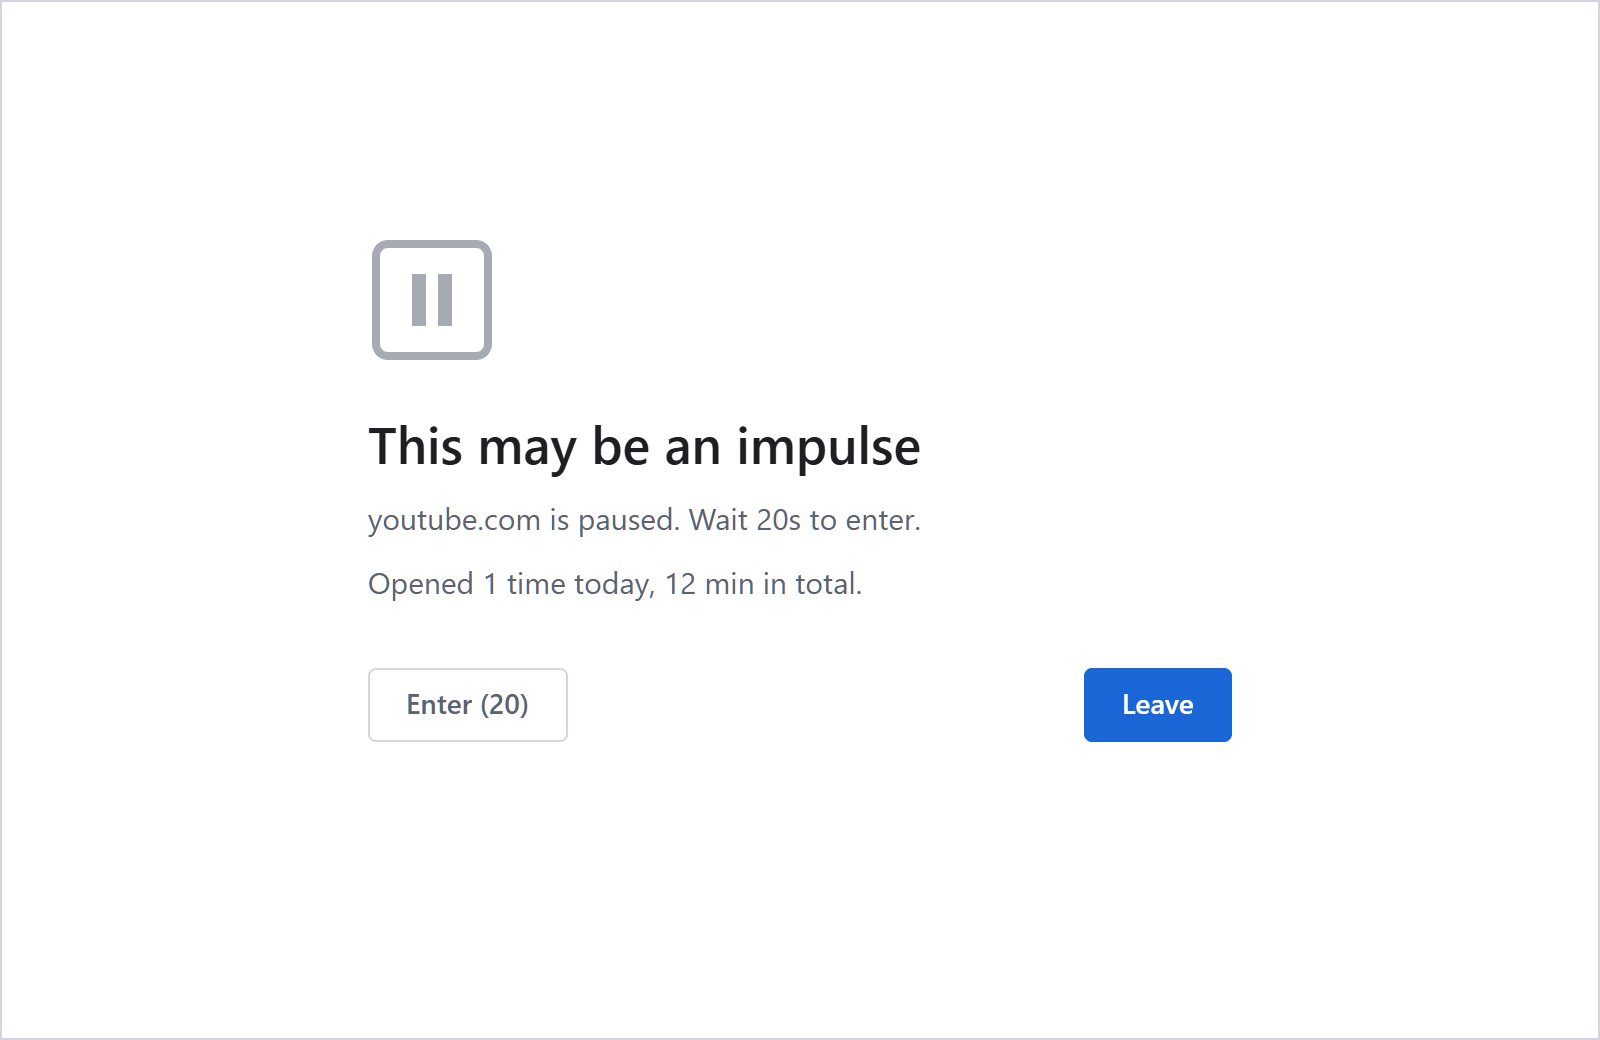 This may be an impulse
youtube.com is paused. Wait 20s to enter.
Opened 1 time today, 12 min in total.
Enter (20)
Leave